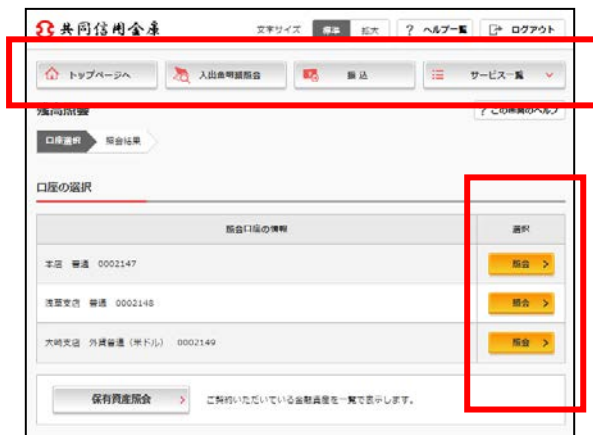 共同信用金庫
文字サイズ 標準 拡大 ? ヘルプ一覧 ログアウト
トップページへ 入出金明細照会 振込 サービス一覧
残高照会 ? この画面のヘルプ
口座選択 照会結果
口座の選択
照会口座の情報 選択
本店 普通 0002147 照会
浅草支店 普通 0002148 照会
大崎支店 外貨普通（米ドル） 0002149 照会
保有資産照会 ご契約いただいている金融資産を一覧で表示します。